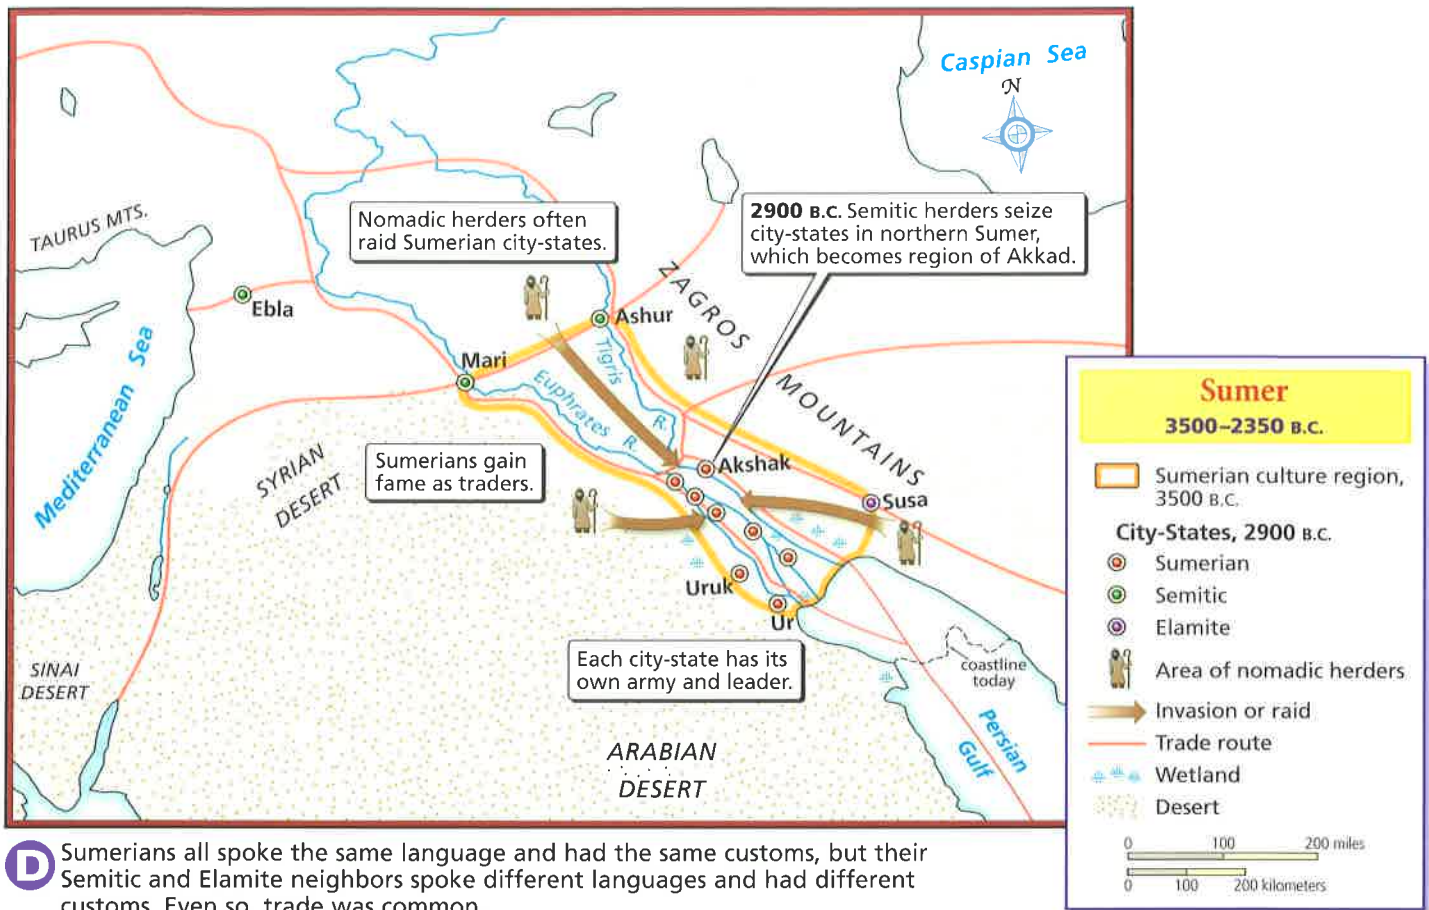 Caspian Sea
N
TAURUS MTS.
Nomadic herders often
raid Sumerian city-states.
2900 B.C. Semitic herders seize
city-states in northern Sumer,
which becomes region of Akkad.
ZAGROS
MOUNTAINS
Ebla
Ashur
Mari
Tigris
R.
Euphrates R.
Mediterranean Sea
SYRIAN
DESERT
Sumerians gain
fame as traders.
Akshak
Susa
Uruk
Ur
Each city-state has its
own army and leader.
coastline
today
SINAI
DESERT
ARABIAN
DESERT
Persian
Gulf
Sumer
3500–2350 B.C.
Sumerian culture region,
3500 B.C.
City-States, 2900 B.C.
Sumerian
Semitic
Elamite
Area of nomadic herders
Invasion or raid
Trade route
Wetland
Desert
0 100 200 miles
0 100 200 kilometers
D Sumerians all spoke the same language and had the same customs, but their
Semitic and Elamite neighbors spoke different languages and had different
customs. Even so, trade was common